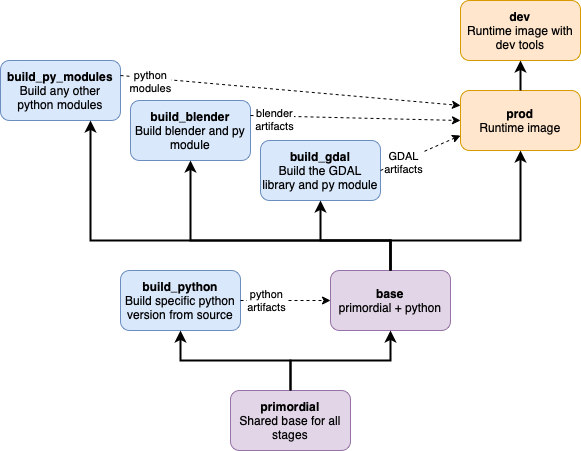 dev
Runtime image with
dev tools
build_py_modules
Build any other
python modules
python
modules
build_blender
Build blender and py
module
blender
artifacts
prod
Runtime image
build_gdal
Build the GDAL
library and py module
GDAL
artifacts
build_python
Build specific python
version from source
python
artifacts
base
primordial + python
primordial
Shared base for all
stages